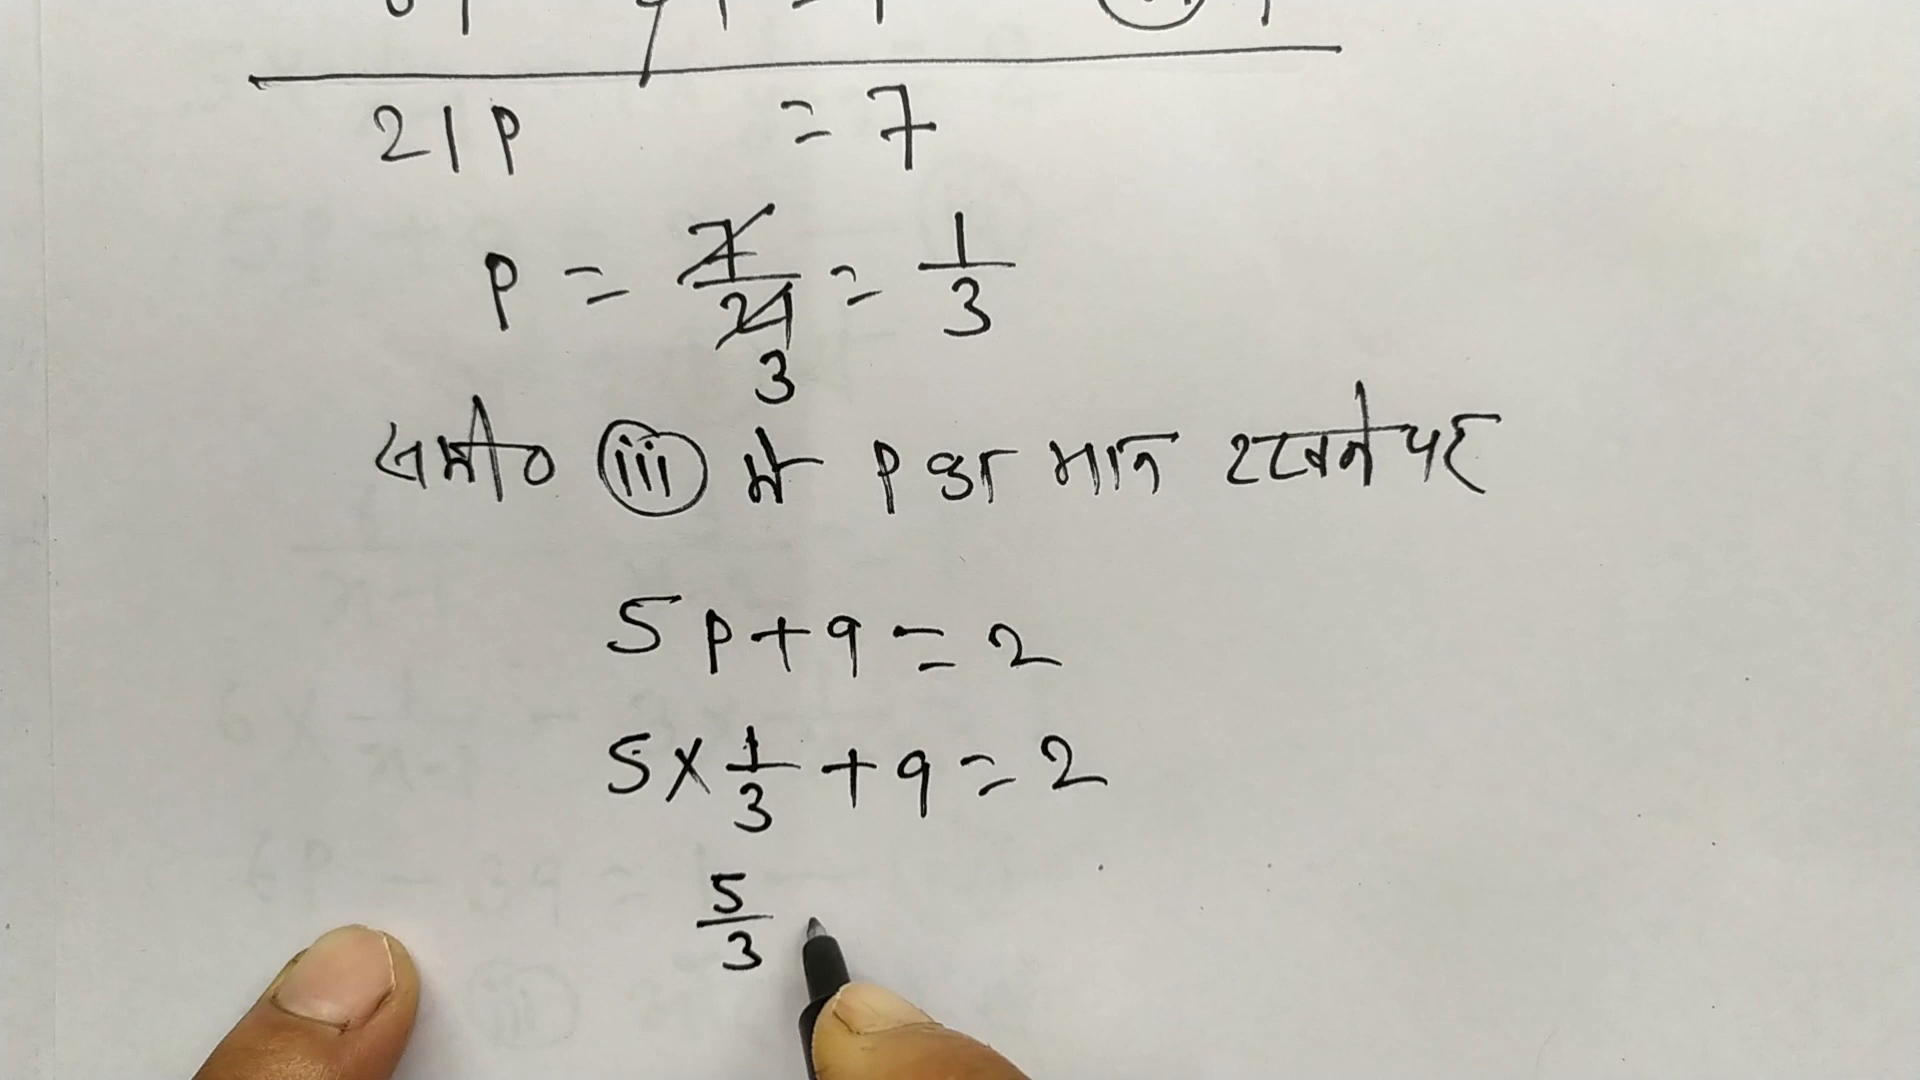 21p = 7
p = 7/21 = 1/3
3
समी० (iii) में p का मान रखने पर
5p+q=2
5×1/3+q=2
5/3